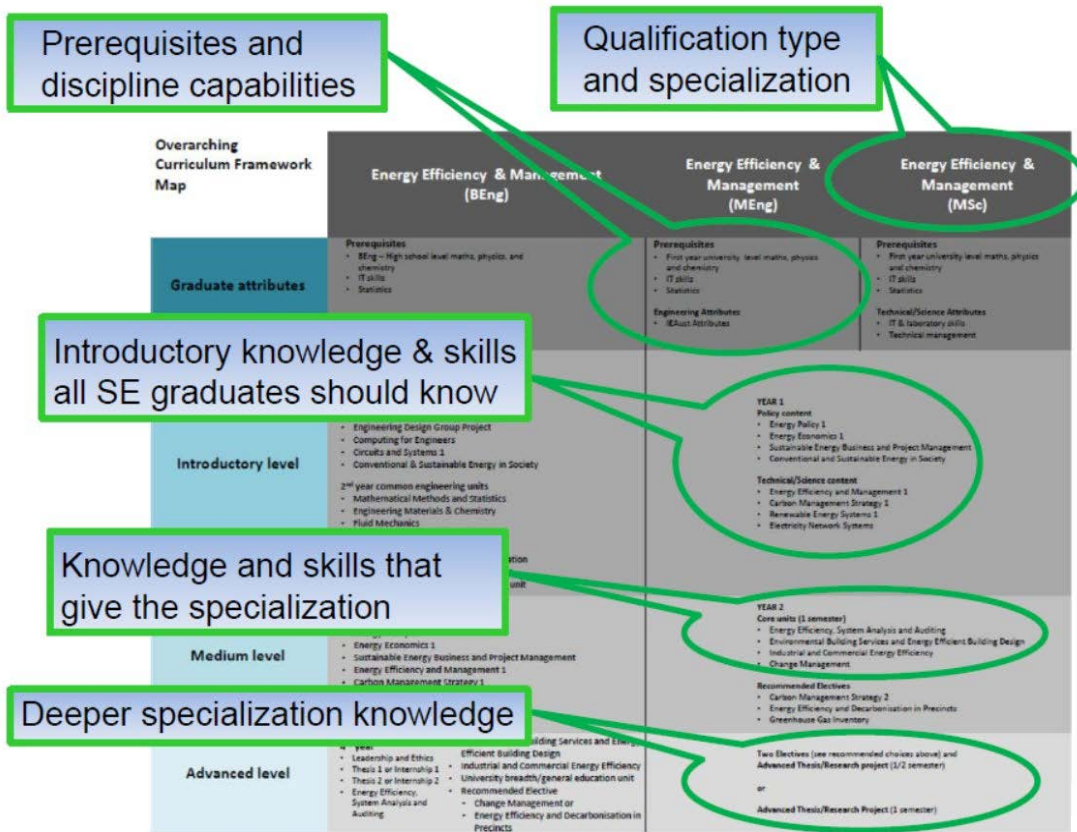 Prerequisites and
discipline capabilities
Qualification type
and specialization
Overarching
Curriculum Framework
Map
Energy Efficiency & Management
(BEng)
Energy Efficiency &
Management
(MEng)
Energy Efficiency &
Management
(MSc)
Graduate attributes
Prerequisites
• BEng – High school level maths, physics, and
chemistry
• IT skills
• Statistics
Prerequisites
• First year university level maths, physics
and chemistry
• IT skills
• Statistics
Engineering Attributes
• IEAust Attributes
Prerequisites
• First year university level maths, physics
and chemistry
• IT skills
• Statistics
Technical/Science Attributes
• IT & laboratory skills
• Technical management
Introductory knowledge & skills
all SE graduates should know
Introductory level
• Engineering Design Group Project
• Computing for Engineers
• Circuits and Systems 1
• Conventional & Sustainable Energy in Society
2nd year common engineering units
• Mathematical Methods and Statistics
• Engineering Materials & Chemistry
• Fluid Mechanics
YEAR 1
Policy content
• Energy Policy 1
• Energy Economics 1
• Sustainable Energy Business and Project Management
• Conventional and Sustainable Energy in Society
Technical/Science content
• Energy Efficiency and Management 1
• Carbon Management Strategy 1
• Renewable Energy Systems 1
• Electricity Network Systems
Knowledge and skills that
give the specialization
unit
Medium level
• Energy Economics 1
• Sustainable Energy Business and Project Management
• Energy Efficiency and Management 1
• Carbon Management Strategy 1
YEAR 2
Core units (1 semester)
• Energy Efficiency, System Analysis and Auditing
• Environmental Building Services and Energy Efficient Building Design
• Industrial and Commercial Energy Efficiency
• Change Management
Recommended Electives
• Carbon Management Strategy 2
• Energy Efficiency and Decarbonisation in Precincts
• Greenhouse Gas Inventory
Deeper specialization knowledge
Advanced level
year
• Leadership and Ethics
• Thesis 1 or Internship 1
• Thesis 2 or Internship 2
• Energy Efficiency,
System Analysis and
Auditing
Building Services and Energy
Efficient Building Design
• Industrial and Commercial Energy Efficiency
• University breadth/general education unit
• Recommended Elective
• Change Management or
• Energy Efficiency and Decarbonisation in
Precincts
Two Electives (see recommended choices above) and
Advanced Thesis/Research project (1/2 semester)
or
Advanced Thesis/Research Project (1 semester)